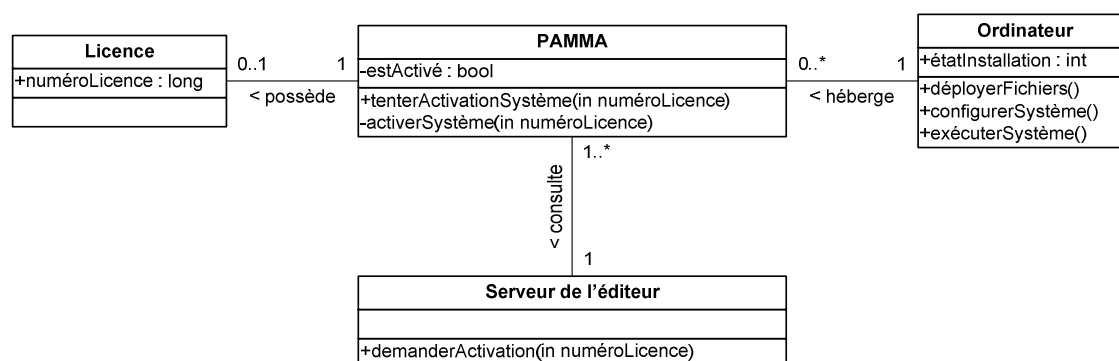 Licence
+numéroLicence : long
0..1
1
< possède
PAMMA
-estActivé : bool
+tenterActivationSystème(in numéroLicence)
-activerSystème(in numéroLicence)
0..*
1
< héberge
Ordinateur
+étatInstallation : int
+déployerFichiers()
+configurerSystème()
+exécuterSystème()
1..*
< consulte
1
Serveur de l'éditeur
+demanderActivation(in numéroLicence)